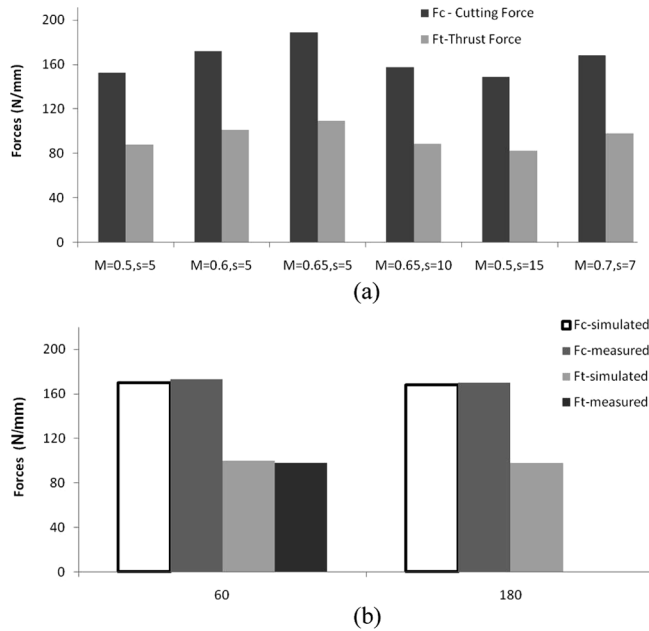 Fc - Cutting Force
Ft-Thrust Force
Forces (N/mm)
200
160
120
80
40
0
M=0.5,s=5
M=0.6,s=5
M=0.65,s=5
M=0.65,s=10
M=0.5,s=15
M=0.7,s=7
(a)
Fc-simulated
Fc-measured
Ft-simulated
Ft-measured
Forces (N/mm)
200
160
120
80
40
0
60
180
(b)